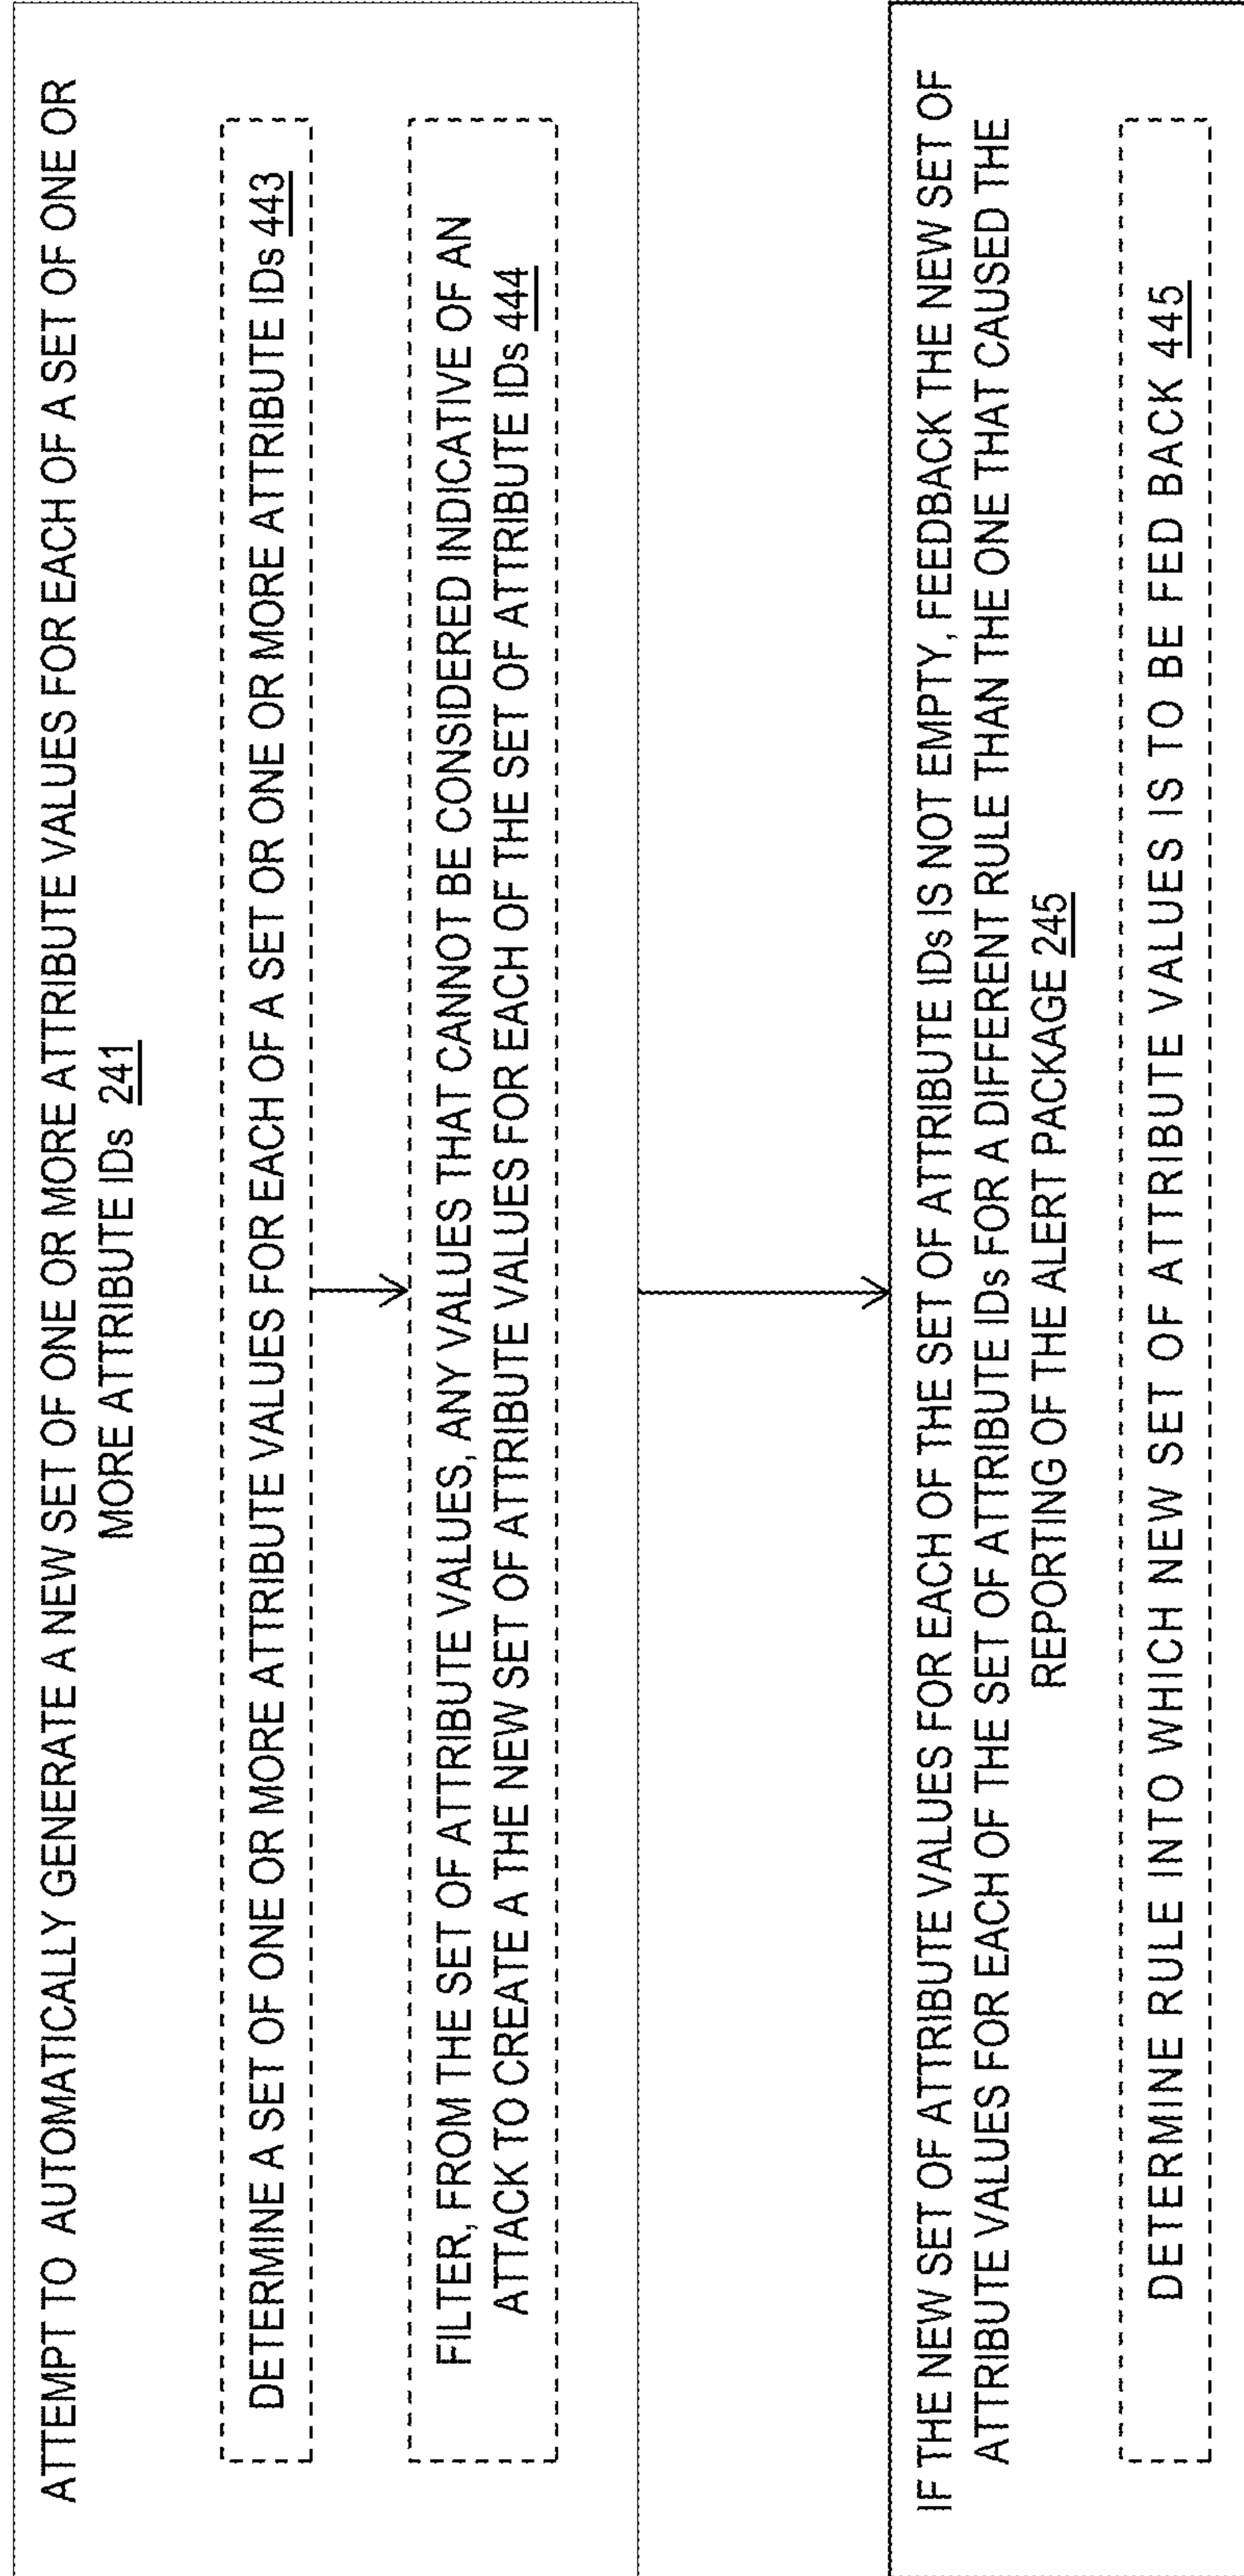 ATTEMPT TO AUTOMATICALLY GENERATE A NEW SET OF ONE OR MORE ATTRIBUTE VALUES FOR EACH OF A SET OF ONE OR
MORE ATTRIBUTE IDs 241
DETERMINE A SET OF ONE OR MORE ATTRIBUTE VALUES FOR EACH OF A SET OR ONE OR MORE ATTRIBUTE IDs 443
FILTER, FROM THE SET OF ATTRIBUTE VALUES, ANY VALUES THAT CANNOT BE CONSIDERED INDICATIVE OF AN
ATTACK TO CREATE A THE NEW SET OF ATTRIBUTE VALUES FOR EACH OF THE SET OF ATTRIBUTE IDs 444
IF THE NEW SET OF ATTRIBUTE VALUES FOR EACH OF THE SET OF ATTRIBUTE IDs IS NOT EMPTY, FEEDBACK THE NEW SET OF
ATTRIBUTE VALUES FOR EACH OF THE SET OF ATTRIBUTE IDs FOR A DIFFERENT RULE THAN THE ONE THAT CAUSED THE
REPORTING OF THE ALERT PACKAGE 245
DETERMINE RULE INTO WHICH NEW SET OF ATTRIBUTE VALUES IS TO BE FED BACK 445